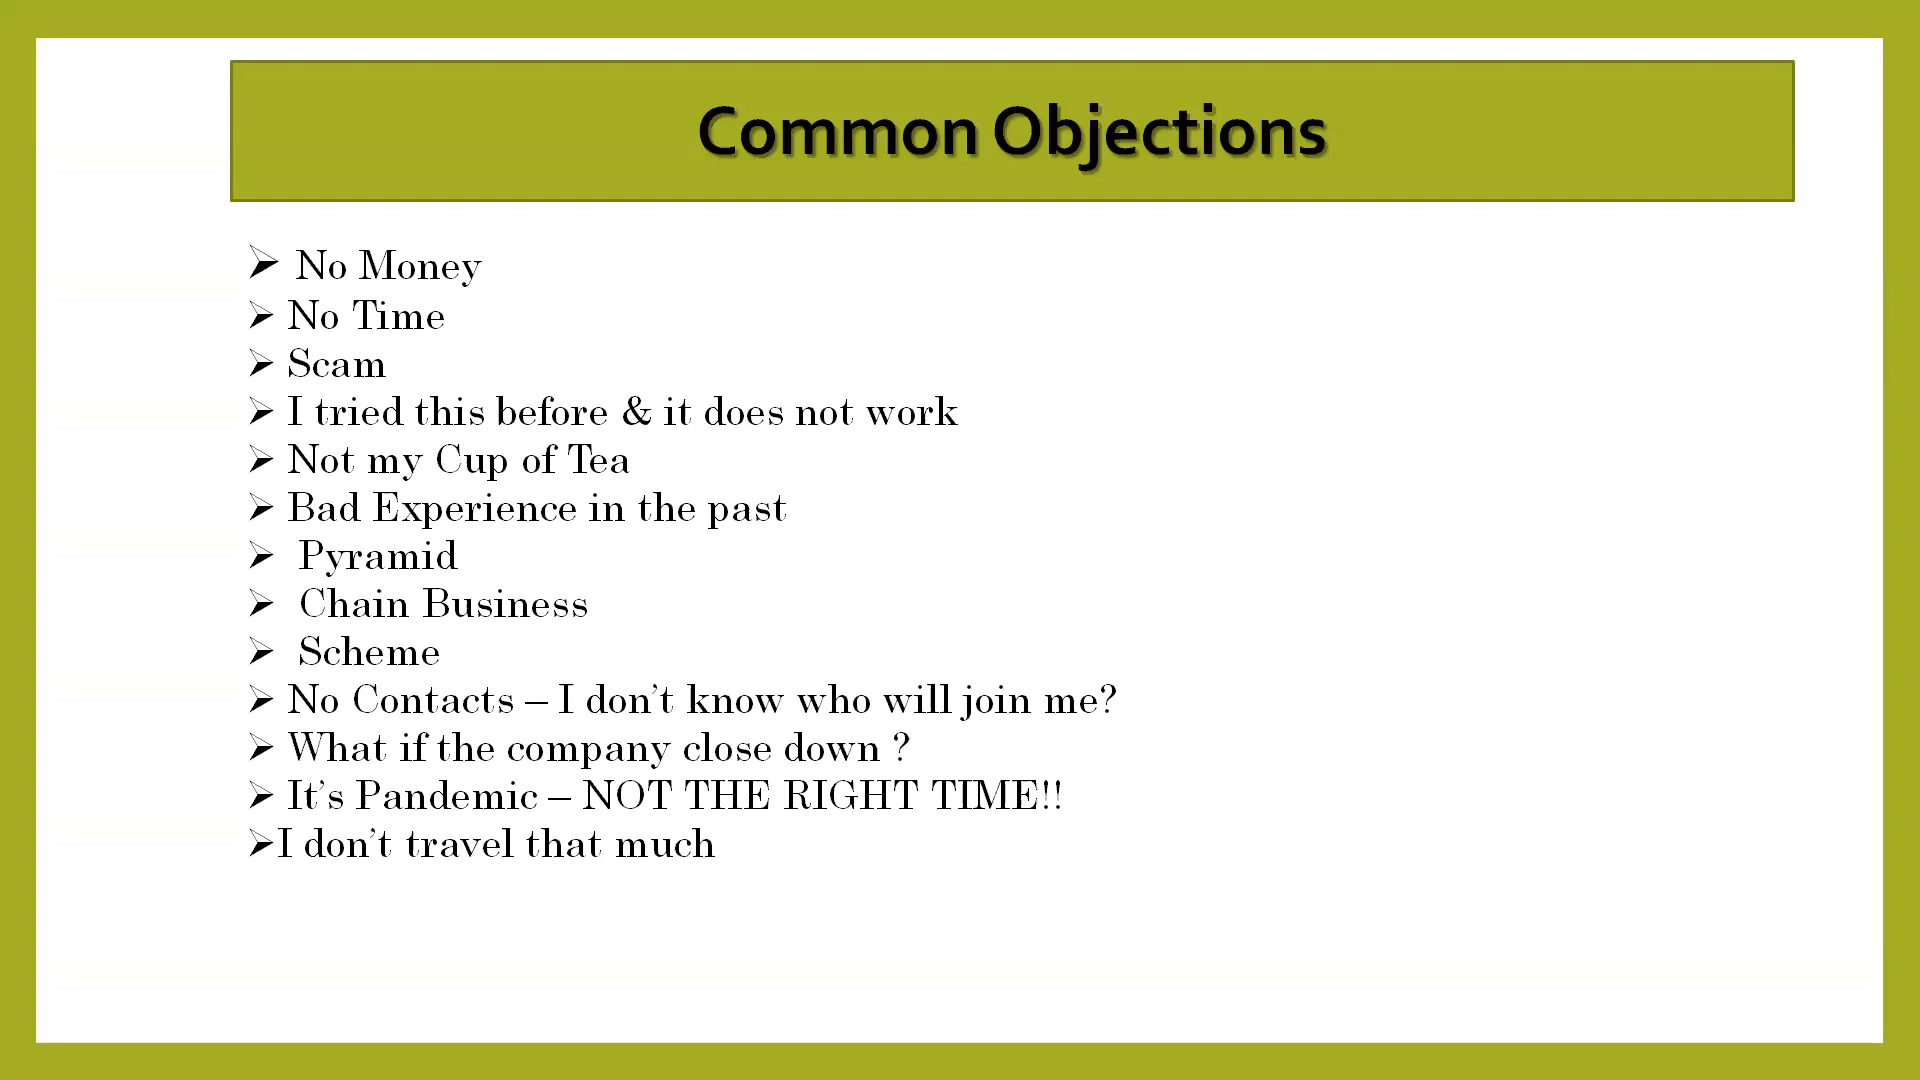 Common Objections
➢ No Money
➢ No Time
➢ Scam
➢ I tried this before & it does not work
➢ Not my Cup of Tea
➢ Bad Experience in the past
➢ Pyramid
➢ Chain Business
➢ Scheme
➢ No Contacts – I don’t know who will join me?
➢ What if the company close down ?
➢ It’s Pandemic – NOT THE RIGHT TIME!!
➢I don’t travel that much